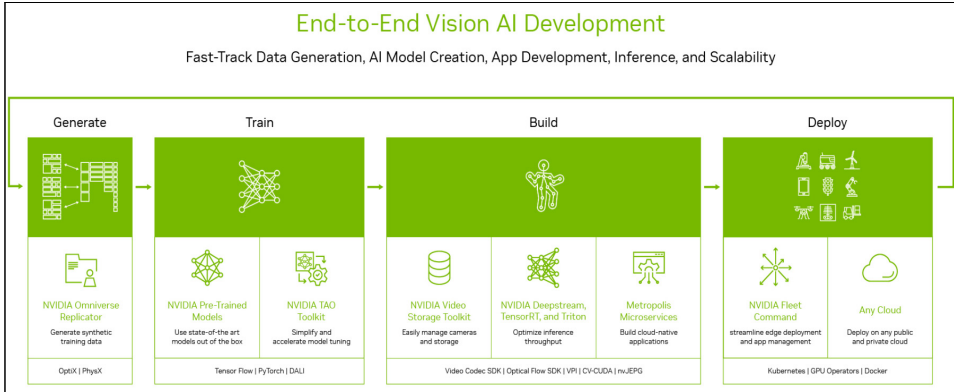 End-to-End Vision AI Development
Fast-Track Data Generation, AI Model Creation, App Development, Inference, and Scalability
Generate
Train
Build
Deploy
NVIDIA Omniverse
Replicator
Generate synthetic
training data
NVIDIA Pre-Trained
Models
Use state-of-the art
models out of the box
NVIDIA TAO
Toolkit
Simplify and
accelerate model tuning
NVIDIA Video
Storage Toolkit
Easily manage cameras
and storage
NVIDIA Deepstream,
TensorRT, and Triton
Optimize inference
throughput
Metropolis
Microservices
Build cloud-native
applications
NVIDIA Fleet
Command
streamline edge deployment
and app management
Any Cloud
Deploy on any public
and private cloud
OptiX | PhysX
Tensor Flow | PyTorch | DALI
Video Codec SDK | Optical Flow SDK | VPI | CV-CUDA | nvJEPG
Kubernetes | GPU Operators | Docker